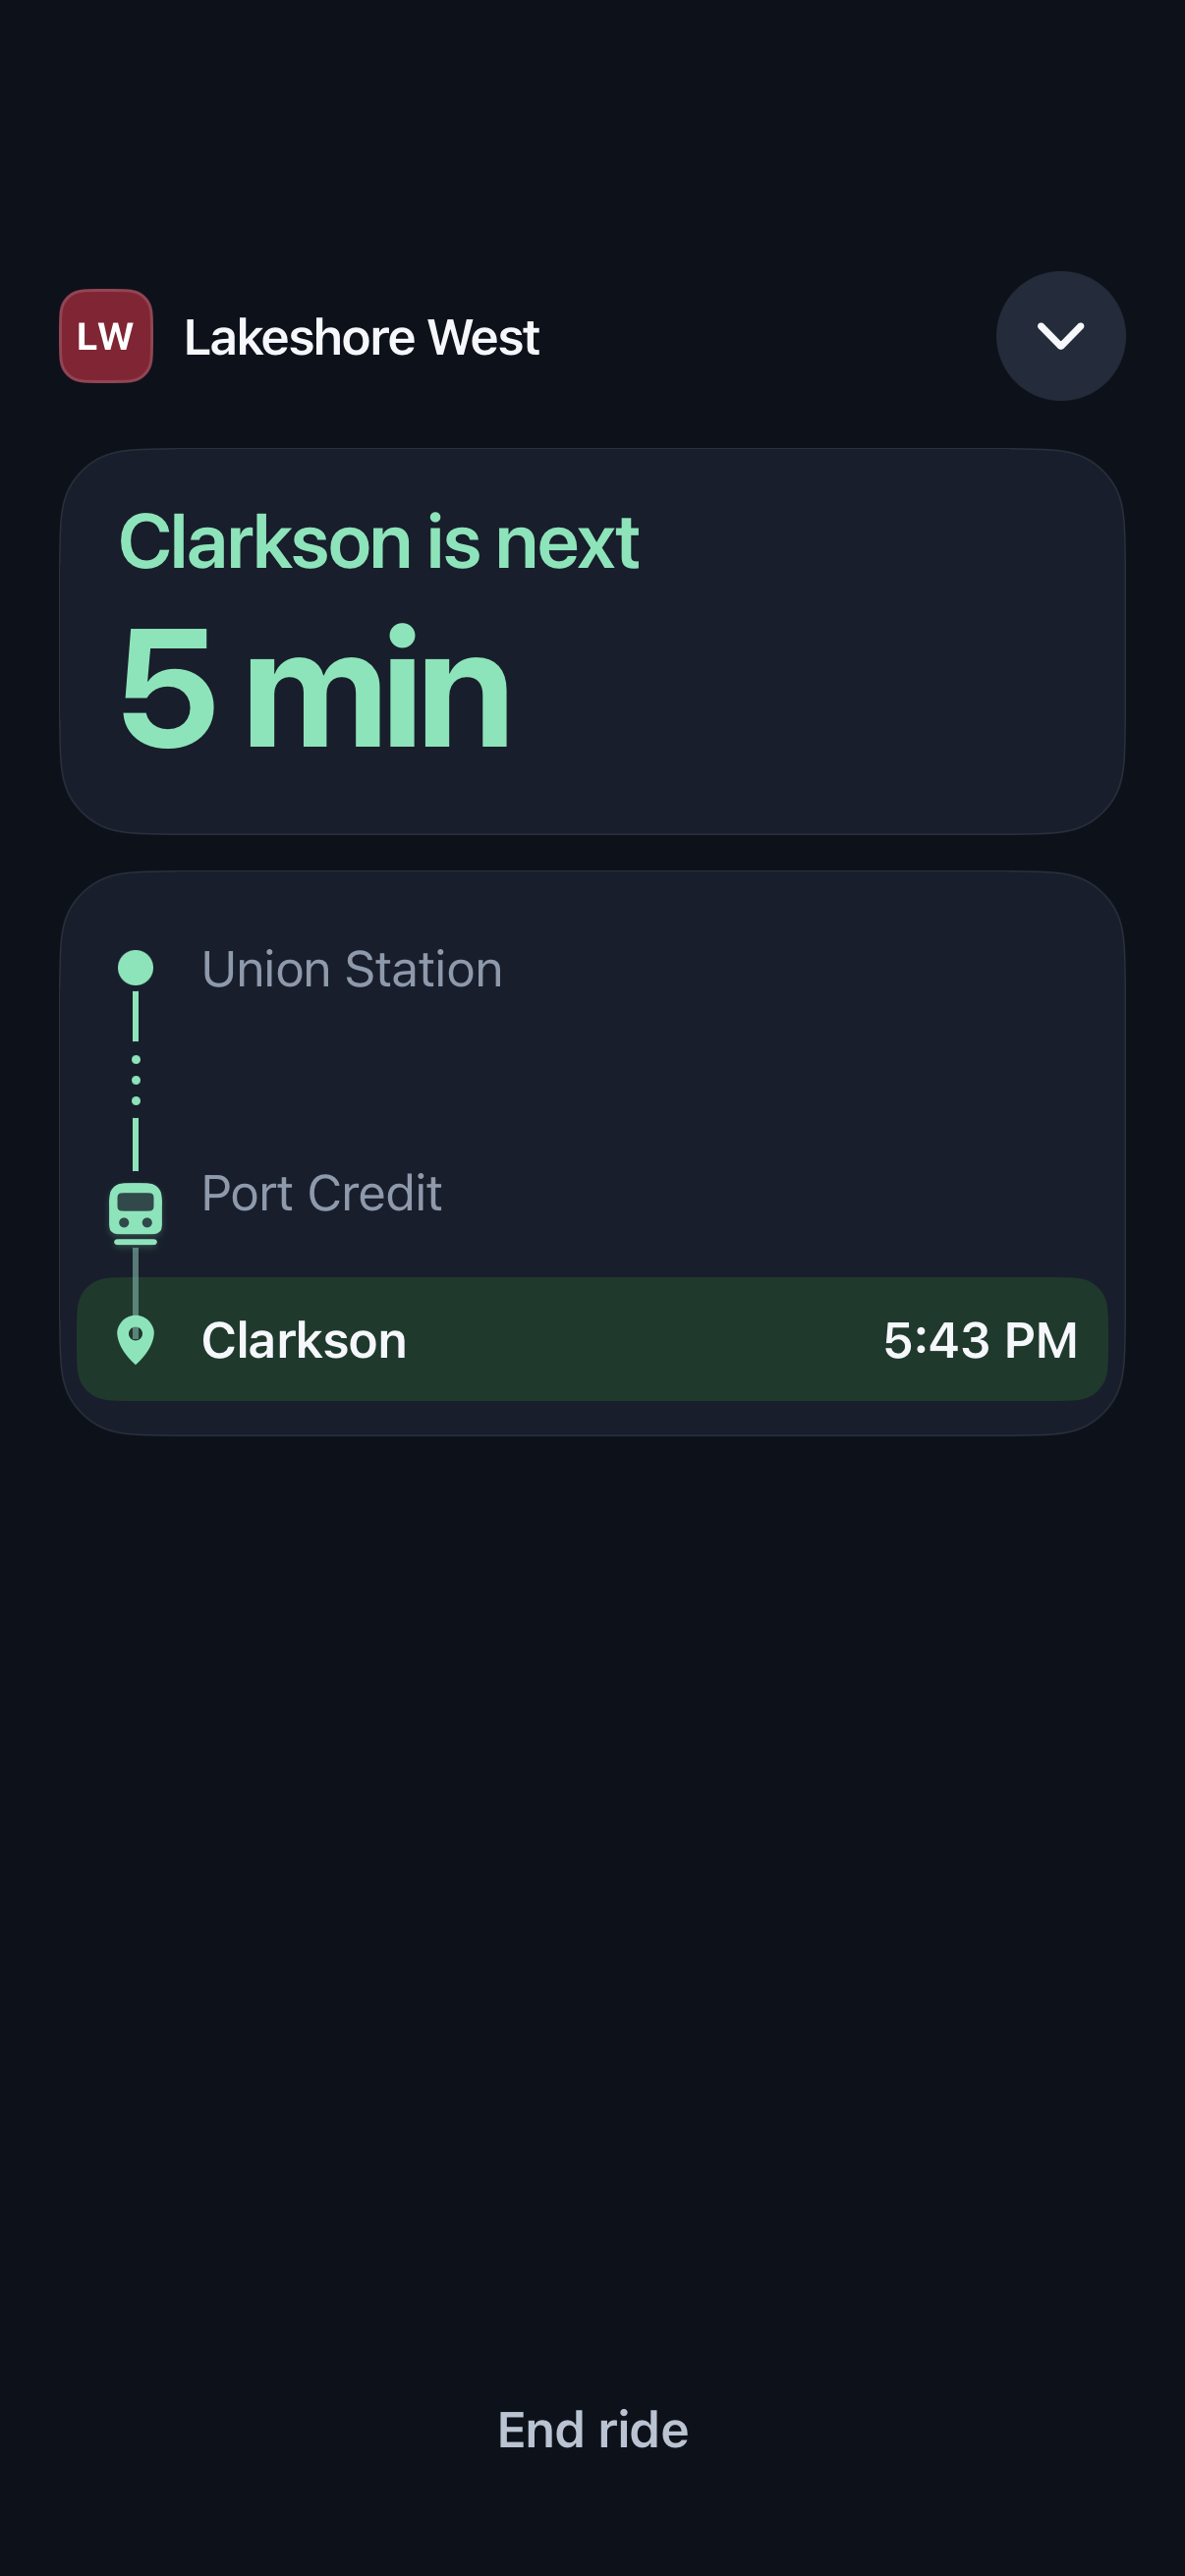 LW Lakeshore West
Clarkson is next
5 min
Union Station
Port Credit
Clarkson 5:43 PM
End ride